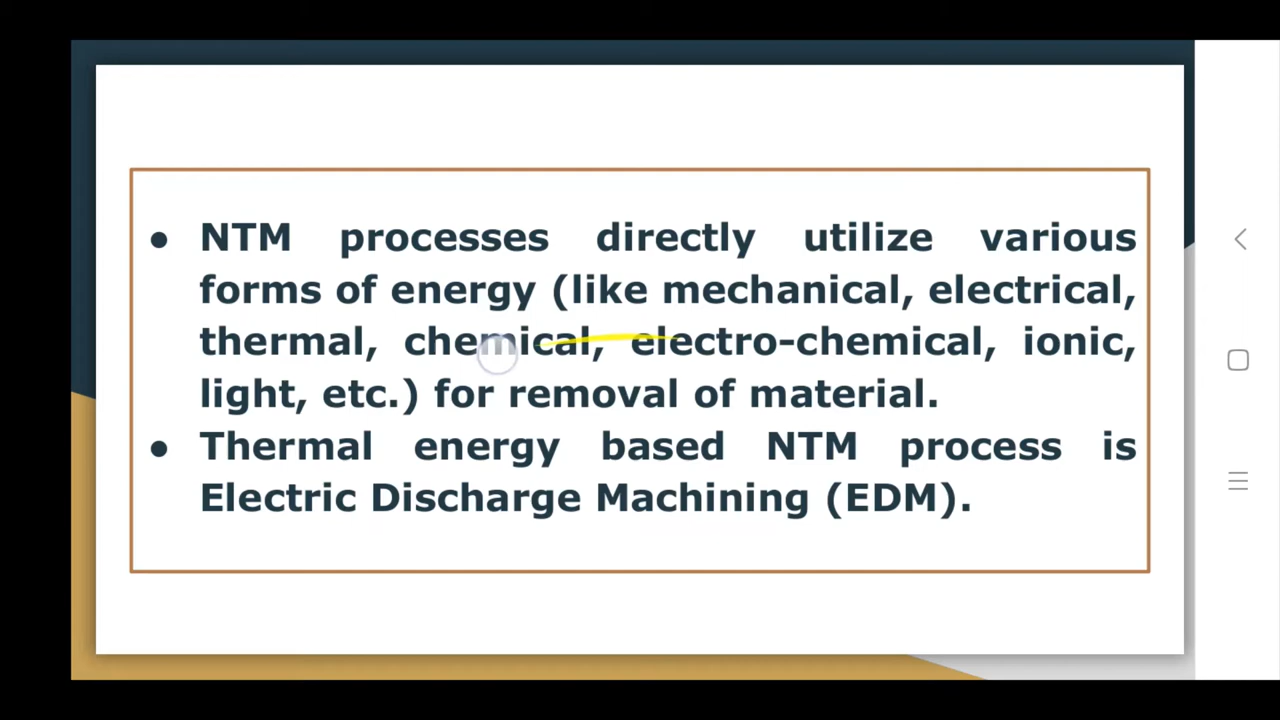 ● NTM processes directly utilize various
forms of energy (like mechanical, electrical,
thermal, chemical, electro-chemical, ionic,
light, etc.) for removal of material.
● Thermal energy based NTM process is
Electric Discharge Machining (EDM).